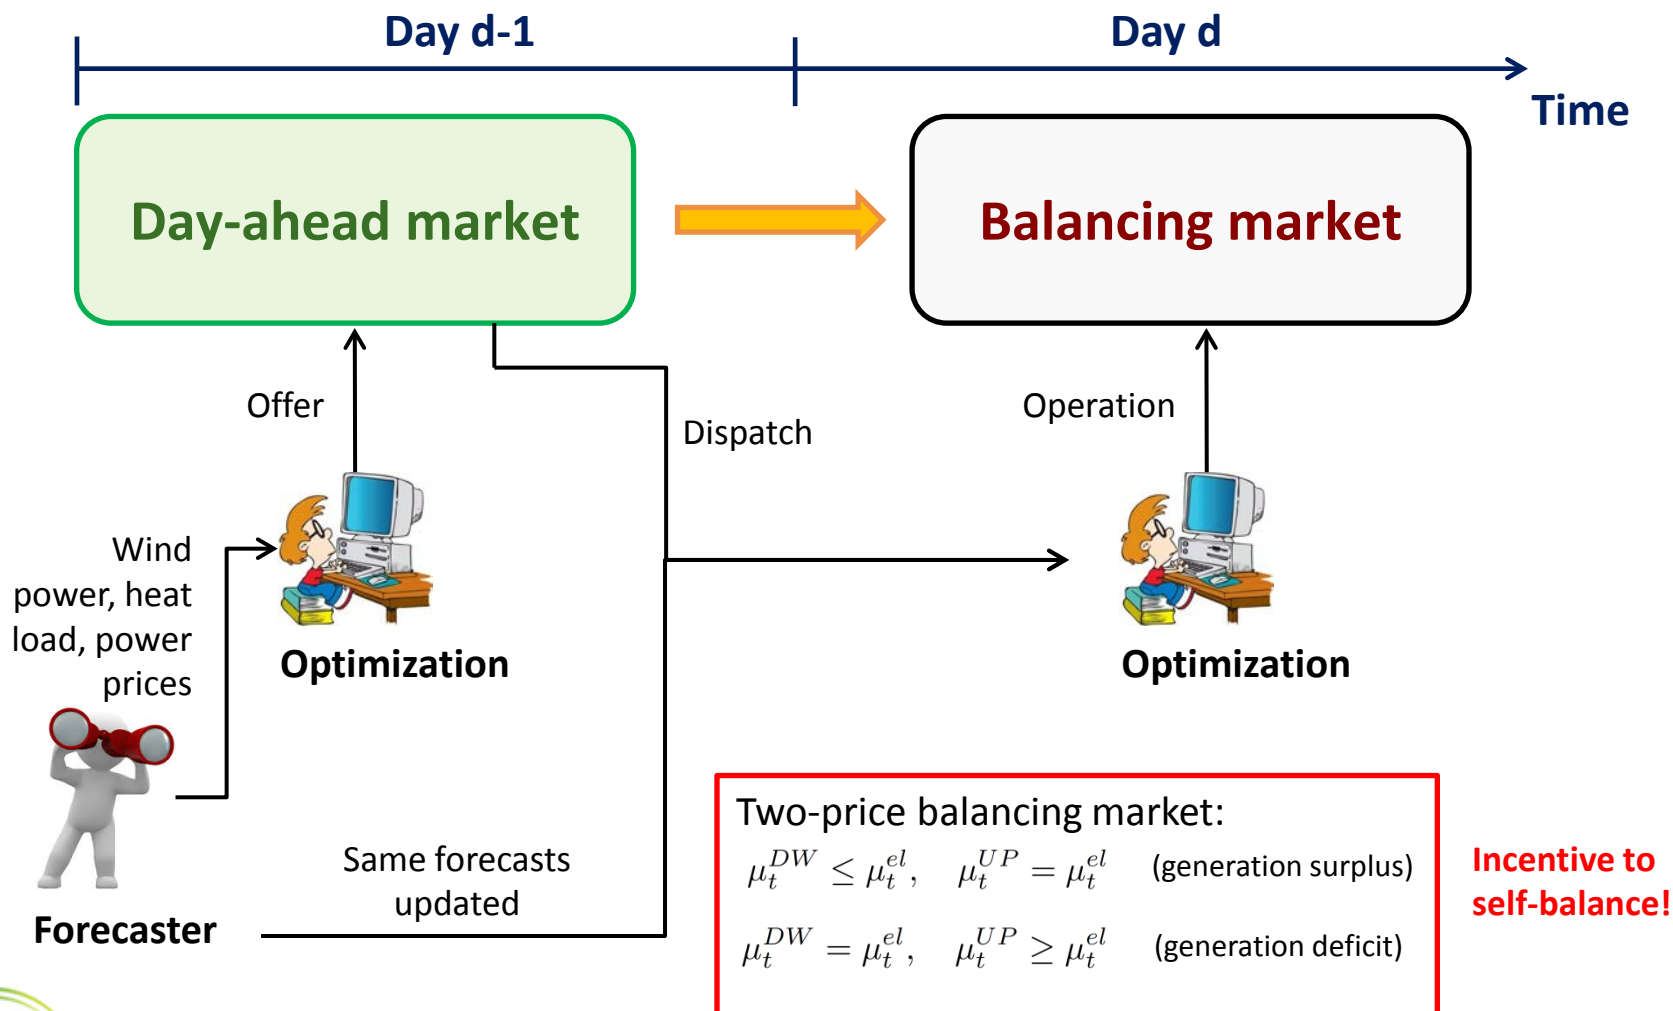 Day d-1
Day d
Time
Day-ahead market
Balancing market
Offer
Dispatch
Operation
Wind
power, heat
load, power
prices
Optimization
Optimization
Same forecasts
updated
Forecaster
Two-price balancing market:
μ_t^{DW} ≤ μ_t^{el}, μ_t^{UP} = μ_t^{el} (generation surplus)
μ_t^{DW} = μ_t^{el}, μ_t^{UP} ≥ μ_t^{el} (generation deficit)
Incentive to
self-balance!